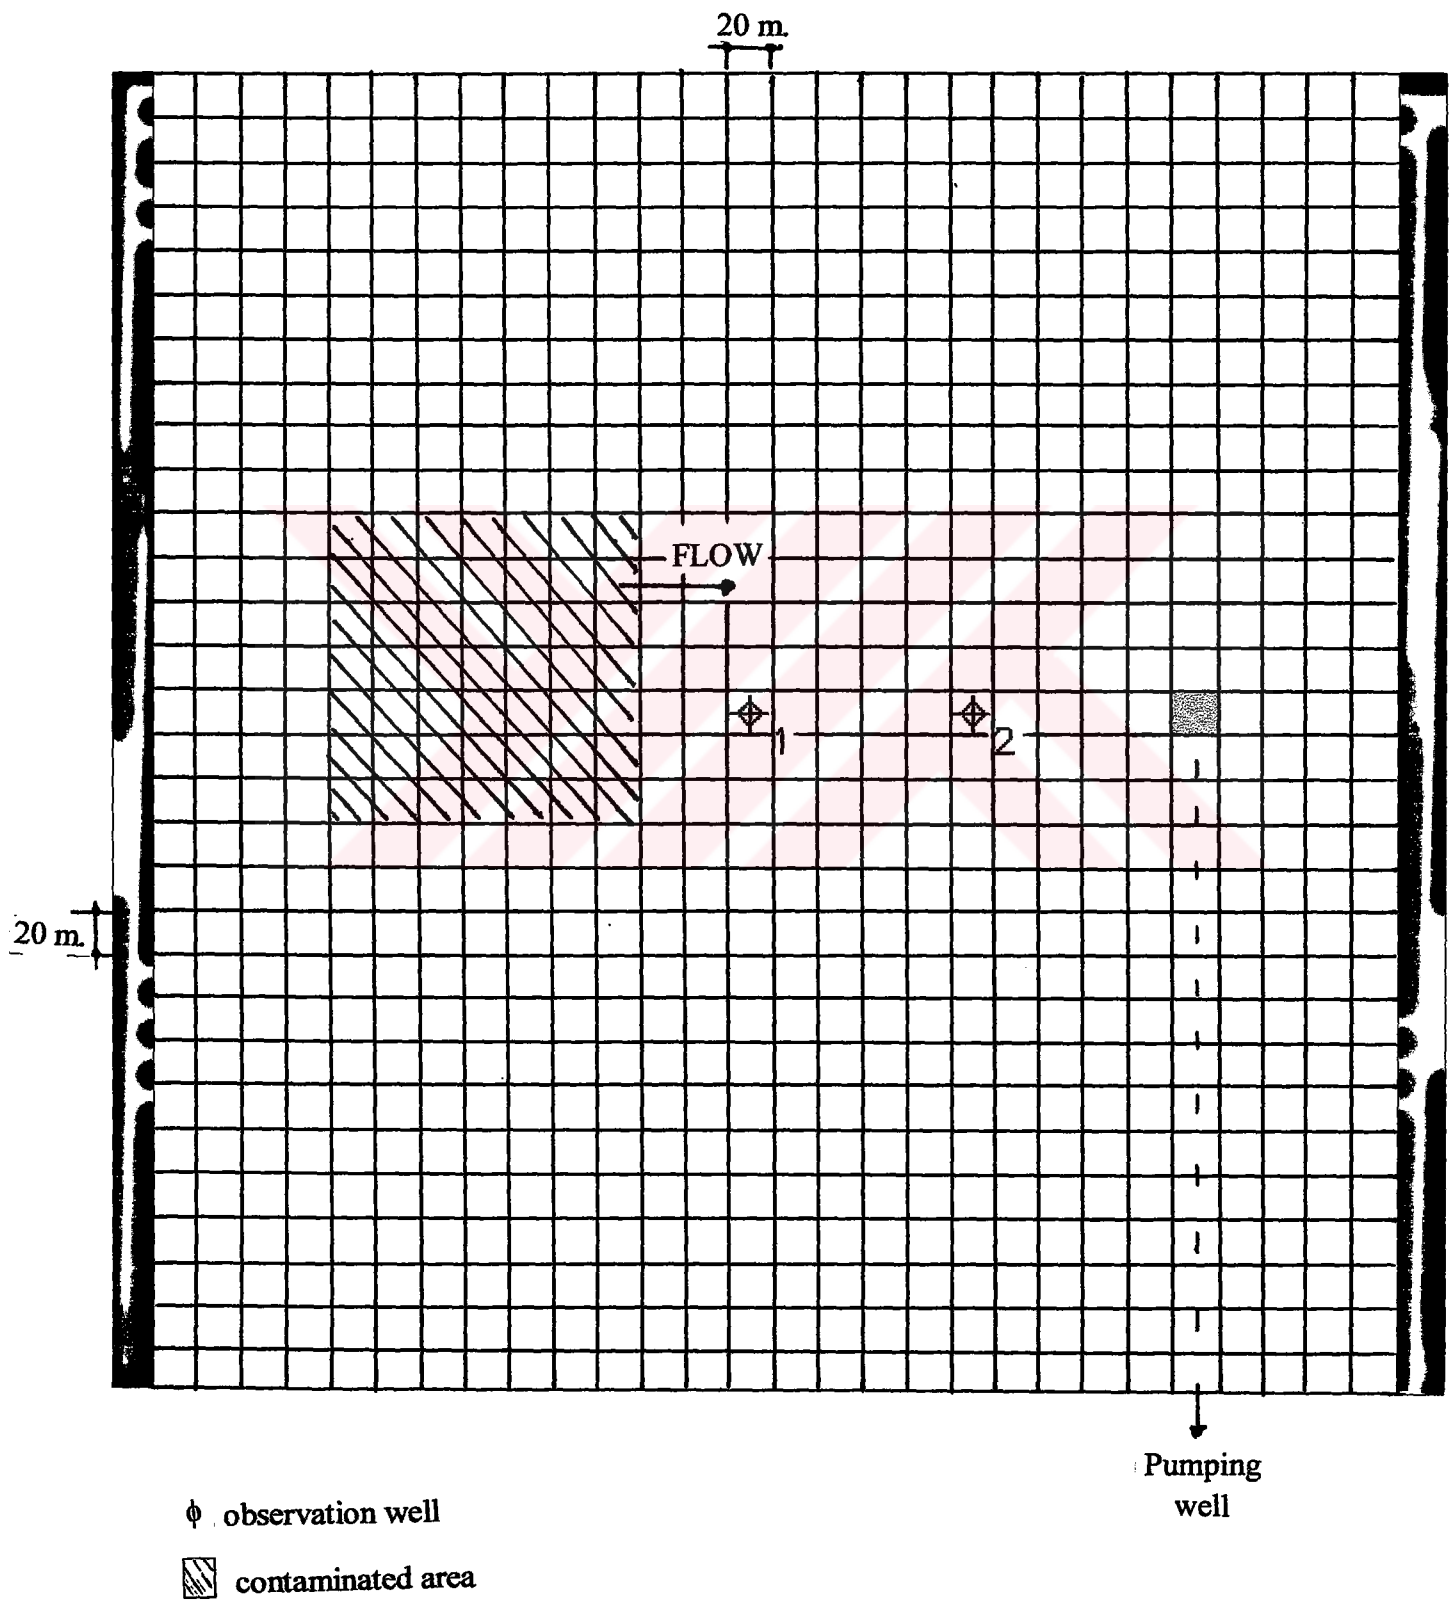 20 m.
FLOW
1
2
20 m.
Pumping
well
observation well
contaminated area